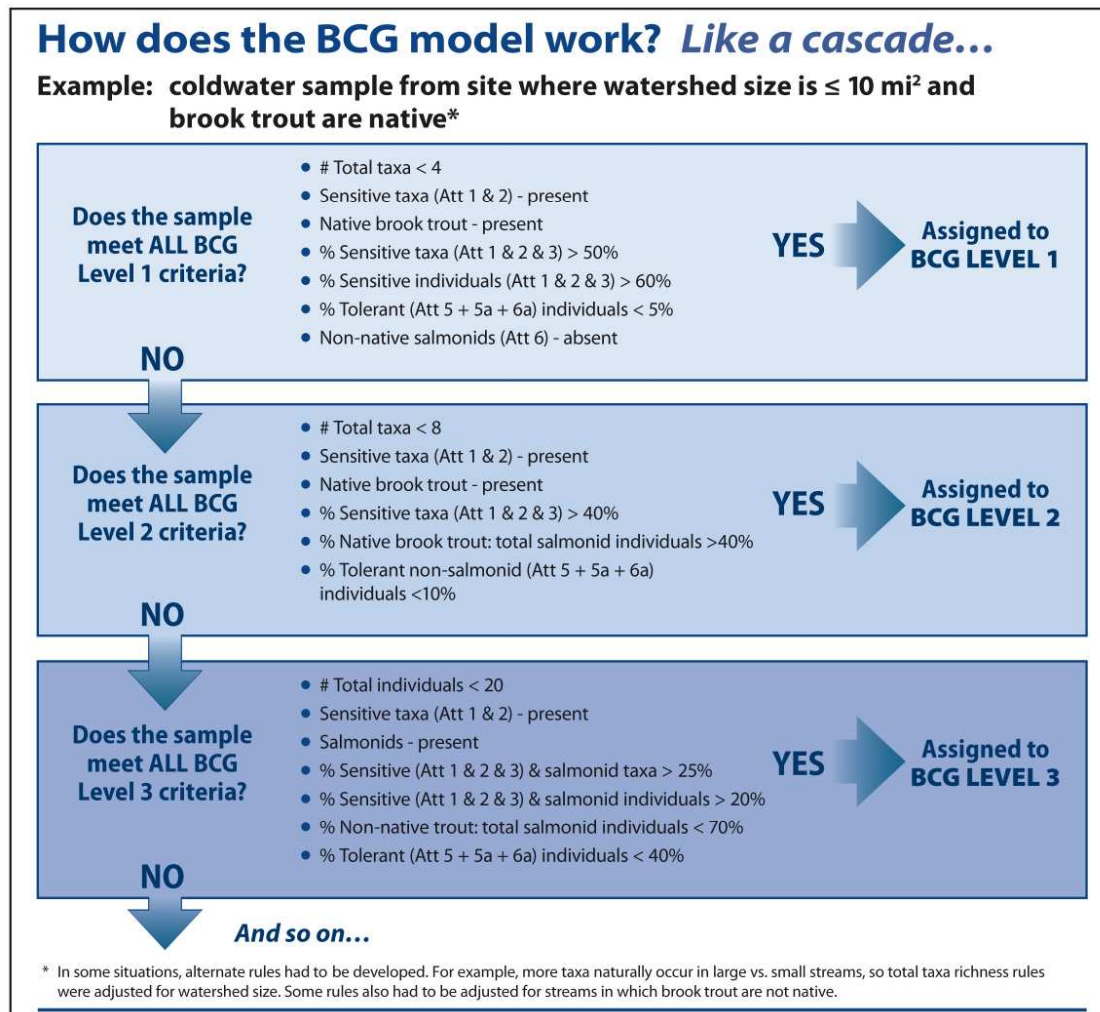 How does the BCG model work? Like a cascade…
Example: coldwater sample from site where watershed size is ≤ 10 mi² and
brook trout are native*
Does the sample
meet ALL BCG
Level 1 criteria?
• # Total taxa < 4
• Sensitive taxa (Att 1 & 2) - present
• Native brook trout - present
• % Sensitive taxa (Att 1 & 2 & 3) > 50%
• % Sensitive individuals (Att 1 & 2 & 3) > 60%
• % Tolerant (Att 5 + 5a + 6a) individuals < 5%
• Non-native salmonids (Att 6) - absent
YES
Assigned to
BCG LEVEL 1
NO
Does the sample
meet ALL BCG
Level 2 criteria?
• # Total taxa < 8
• Sensitive taxa (Att 1 & 2) - present
• Native brook trout - present
• % Sensitive taxa (Att 1 & 2 & 3) > 40%
• % Native brook trout: total salmonid individuals >40%
• % Tolerant non-salmonid (Att 5 + 5a + 6a)
individuals <10%
YES
Assigned to
BCG LEVEL 2
NO
Does the sample
meet ALL BCG
Level 3 criteria?
• # Total individuals < 20
• Sensitive taxa (Att 1 & 2) - present
• Salmonids - present
• % Sensitive (Att 1 & 2 & 3) & salmonid taxa > 25%
• % Sensitive (Att 1 & 2 & 3) & salmonid individuals > 20%
• % Non-native trout: total salmonid individuals < 70%
• % Tolerant (Att 5 + 5a + 6a) individuals < 40%
YES
Assigned to
BCG LEVEL 3
NO
And so on…
* In some situations, alternate rules had to be developed. For example, more taxa naturally occur in large vs. small streams, so total taxa richness rules
were adjusted for watershed size. Some rules also had to be adjusted for streams in which brook trout are not native.